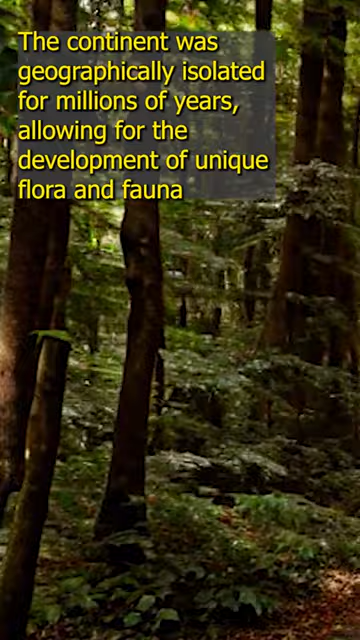 The continent was
geographically isolated
for millions of years,
allowing for the
development of unique
flora and fauna